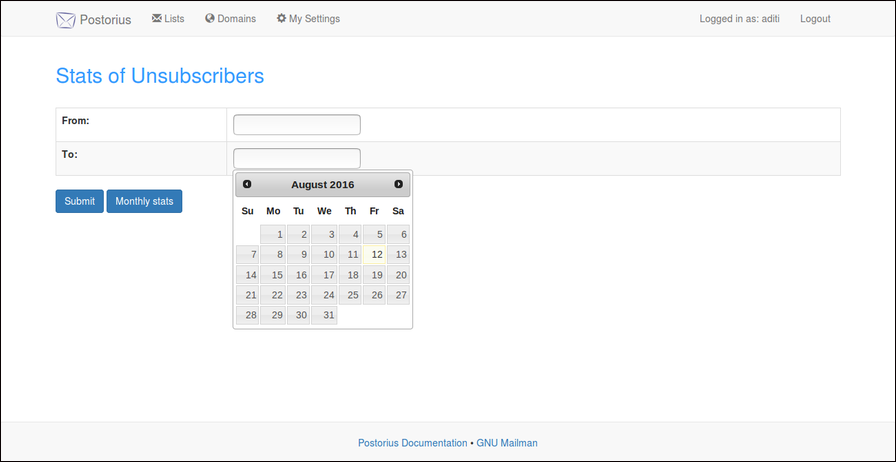 Postorius Lists Domains My Settings Logged in as: aditi Logout
Stats of Unsubscribers
From:
To:
August 2016
Su Mo Tu We Th Fr Sa
1 2 3 4 5 6
7 8 9 10 11 12 13
14 15 16 17 18 19 20
21 22 23 24 25 26 27
28 29 30 31
Submit Monthly stats
Postorius Documentation • GNU Mailman